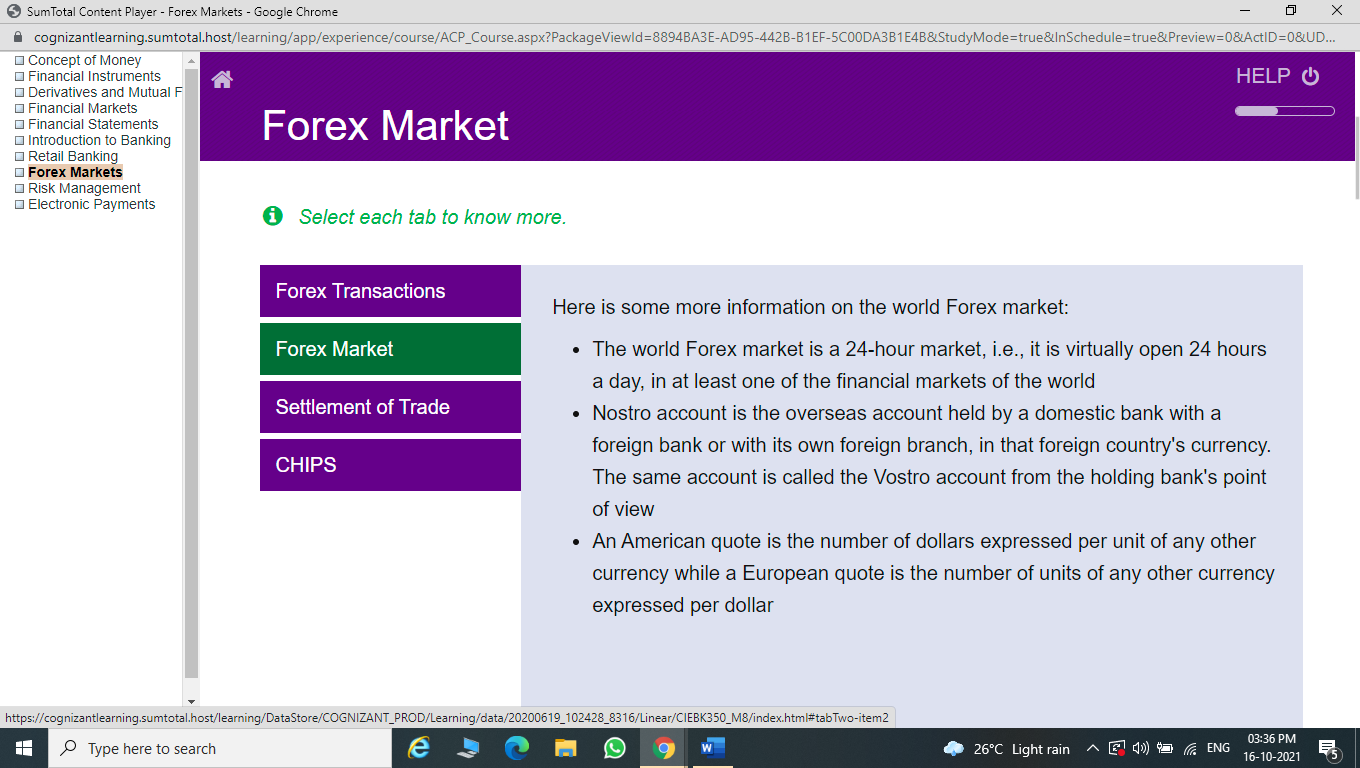 SumTotal Content Player - Forex Markets - Google Chrome
cognizantlearning.sumtotal.host/learning/app/experience/course/ACP_Course.aspx?PackageViewId=8894BA3E-AD95-442B-B1EF-5C00DA3B1E4B&StudyMode=true&InSchedule=true&Preview=0&ActID=0&UD...
Concept of Money
Financial Instruments
Derivatives and Mutual F
Financial Markets
Financial Statements
Introduction to Banking
Retail Banking
Forex Markets
Risk Management
Electronic Payments
HELP
Forex Market
Select each tab to know more.
Forex Transactions
Forex Market
Settlement of Trade
CHIPS
Here is some more information on the world Forex market:
• The world Forex market is a 24-hour market, i.e., it is virtually open 24 hours
a day, in at least one of the financial markets of the world
• Nostro account is the overseas account held by a domestic bank with a
foreign bank or with its own foreign branch, in that foreign country's currency.
The same account is called the Vostro account from the holding bank's point
of view
• An American quote is the number of dollars expressed per unit of any other
currency while a European quote is the number of units of any other currency
expressed per dollar
https://cognizantlearning.sumtotal.host/learning/DataStore/COGNIZANT_PROD/Learning/data/20200619_102428_8316/Linear/CIEBK350_M8/index.html#tabTwo-item2
Type here to search
26°C Light rain
ENG
03:36 PM
16-10-2021
5